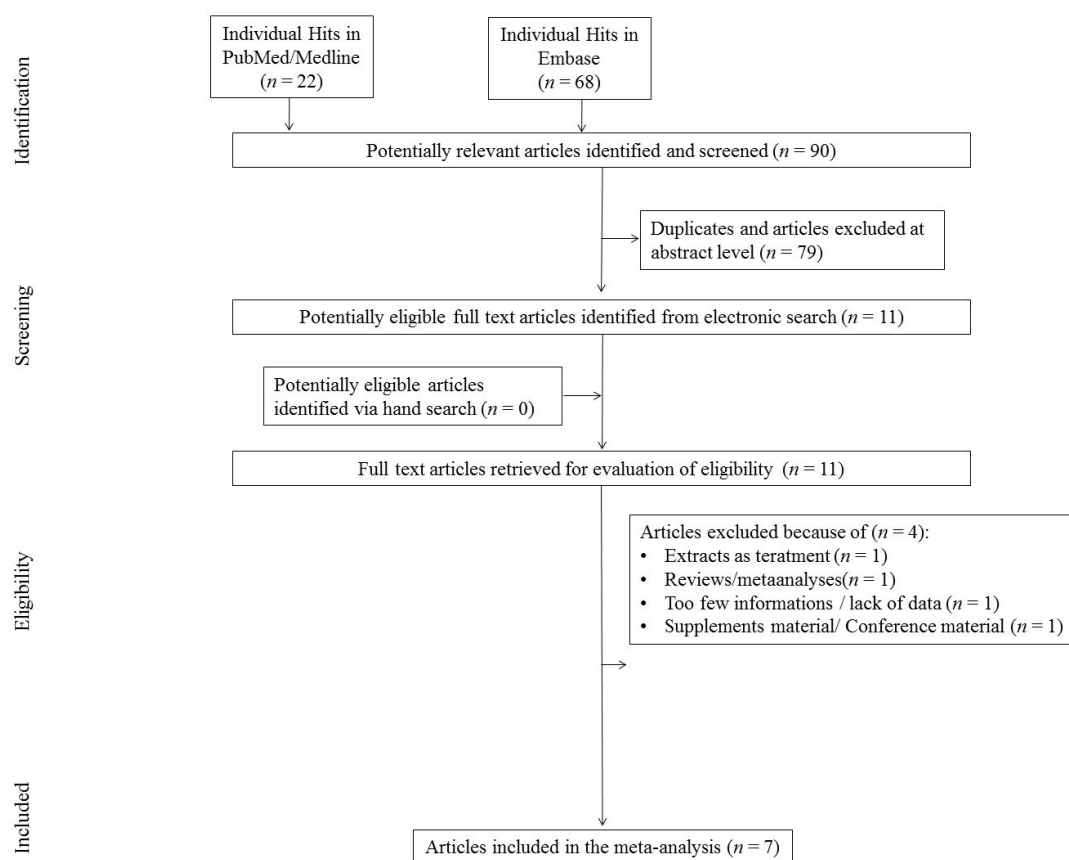 Individual Hits in
PubMed/Medline
(n = 22)
Individual Hits in
Embase
(n = 68)
Identification
Potentially relevant articles identified and screened (n = 90)
Duplicates and articles excluded at
abstract level (n = 79)
Screening
Potentially eligible full text articles identified from electronic search (n = 11)
Potentially eligible articles
identified via hand search (n = 0)
Full text articles retrieved for evaluation of eligibility (n = 11)
Eligibility
Articles excluded because of (n = 4):
• Extracts as teratment (n = 1)
• Reviews/metaanalyses(n = 1)
• Too few informations / lack of data (n = 1)
• Supplements material/ Conference material (n = 1)
Included
Articles included in the meta-analysis (n = 7)